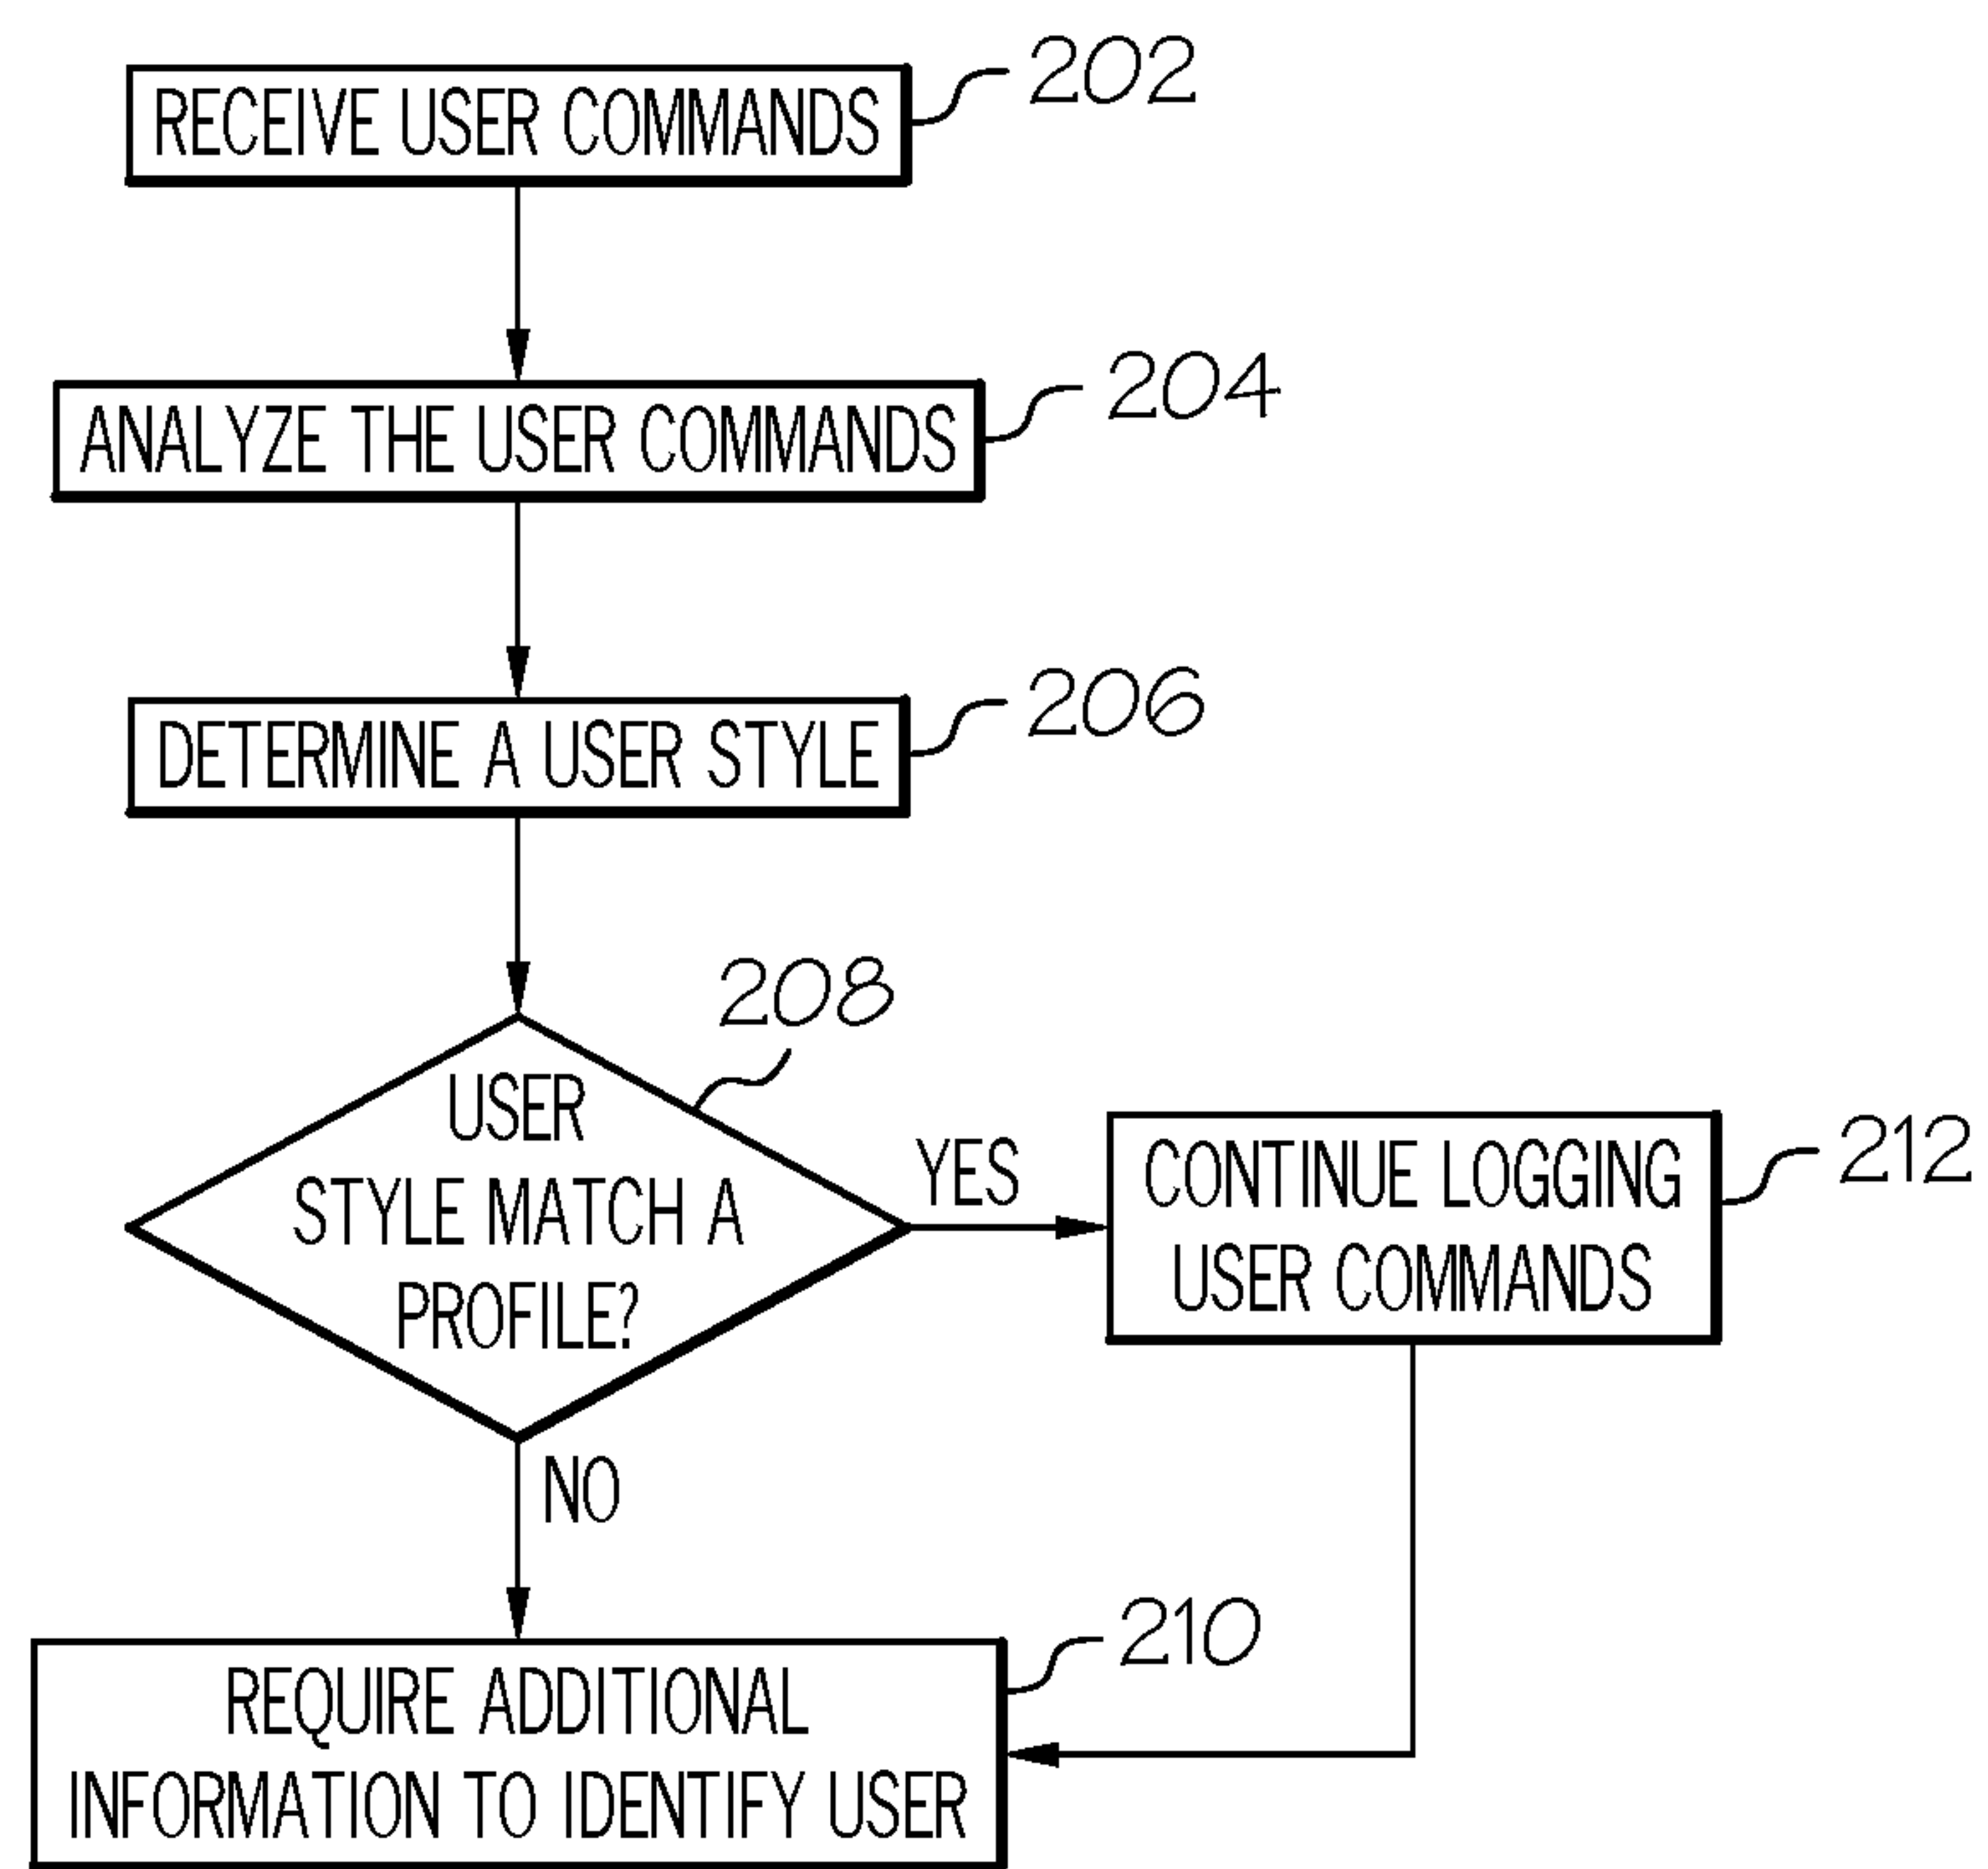 RECEIVE USER COMMANDS
202
ANALYZE THE USER COMMANDS
204
DETERMINE A USER STYLE
206
208
USER
STYLE MATCH A
PROFILE?
YES
CONTINUE LOGGING
USER COMMANDS
212
NO
210
REQUIRE ADDITIONAL
INFORMATION TO IDENTIFY USER